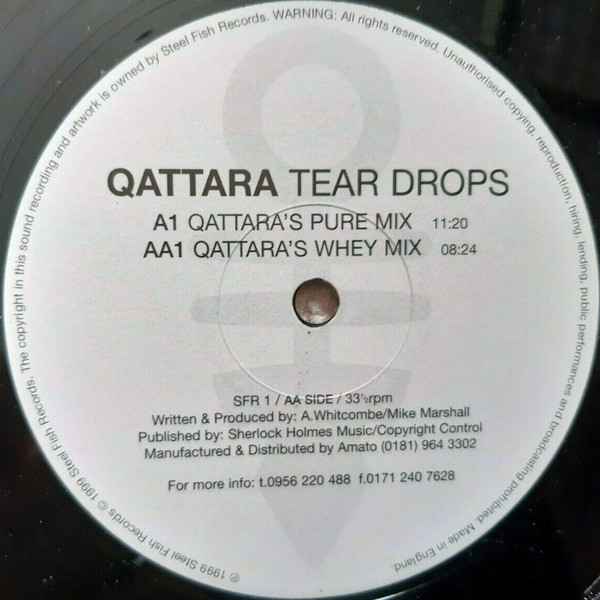 QATTARA TEAR DROPS
A1 QATTARA'S PURE MIX 11:20
AA1 QATTARA'S WHEY MIX 08:24
SFR 1 / AA SIDE / 33⅓rpm
Written & Produced by: A.Whitcombe/Mike Marshall
Published by: Sherlock Holmes Music/Copyright Control
Manufactured & Distributed by Amato (0181) 964 3302
For more info: t.0956 220 488 f.0171 240 7628
℗ 1999 Steel Fish Records © 1999 Steel Fish Records. The copyright in this sound recording and artwork is owned by Steel Fish Records. WARNING: All rights reserved. Unauthorised copying, reproduction, hiring, lending, public performances and broadcasting prohibited. Made in England.